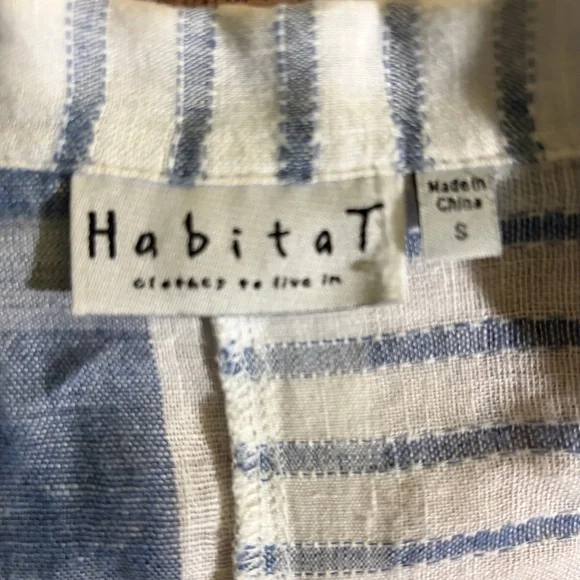 HabitaT
clothes to live in
Made in
China
S